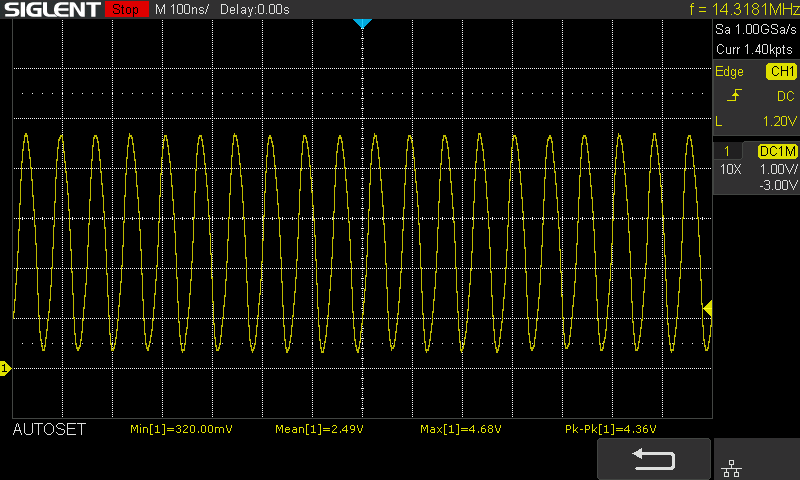 SIGLENT Stop M 100ns/ Delay:0.00s f = 14.3181MHz
Sa 1.00GSa/s
Curr 1.40kpts
Edge CH1
DC
L 1.20V
1 DC1M
10X 1.00V/
-3.00V
1
AUTOSET Min[1]=320.00mV Mean[1]=2.49V Max[1]=4.68V Pk-Pk[1]=4.36V